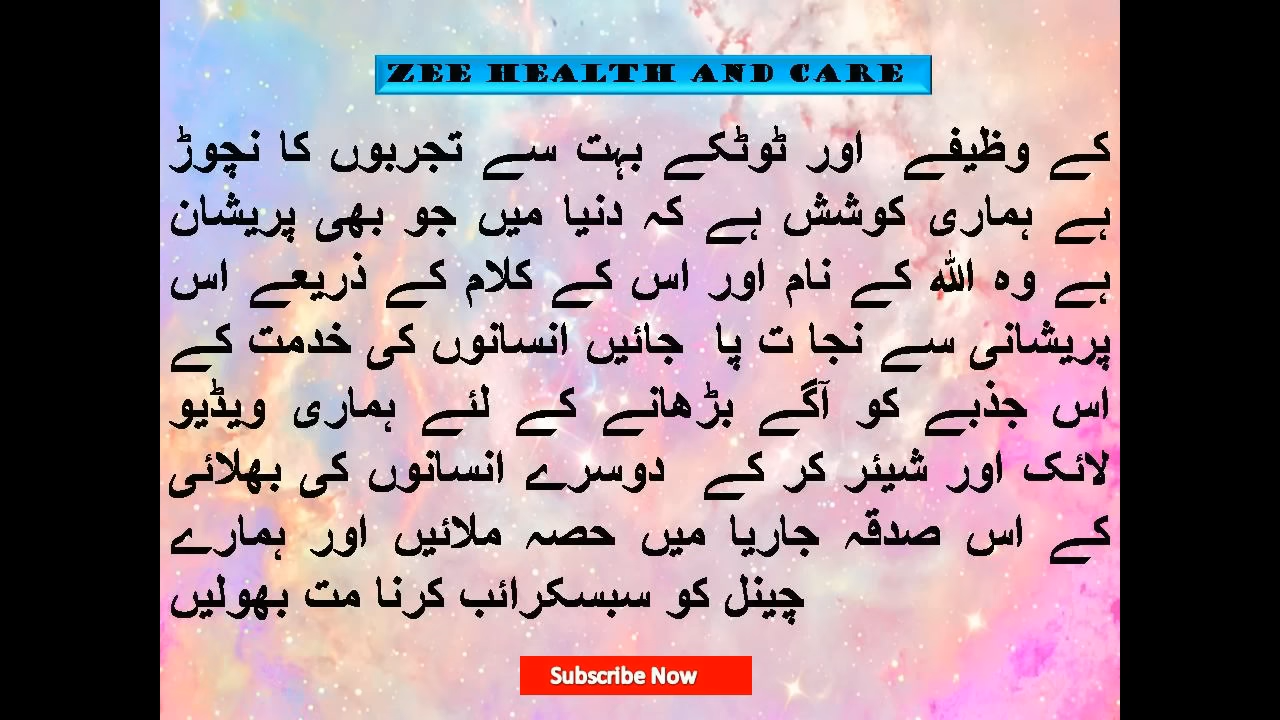 ZEE HEALTH AND CARE
کے وظیفے اور ٹوٹکے بہت سے تجربوں کا نچوڑ
ہے ہماری کوشش ہے کہ دنیا میں جو بھی پریشان
ہے وہ اللہ کے نام اور اس کے کلام کے ذریعے اس
پریشانی سے نجا ت پا جائیں انسانوں کی خدمت کے
اس جذبے کو آگے بڑھانے کے لئے ہماری ویڈیو
لائک اور شیئر کر کے دوسرے انسانوں کی بھلائی
کے اس صدقہ جاریا میں حصہ ملائیں اور ہمارے
چینل کو سبسکرائب کرنا مت بھولیں
Subscribe Now